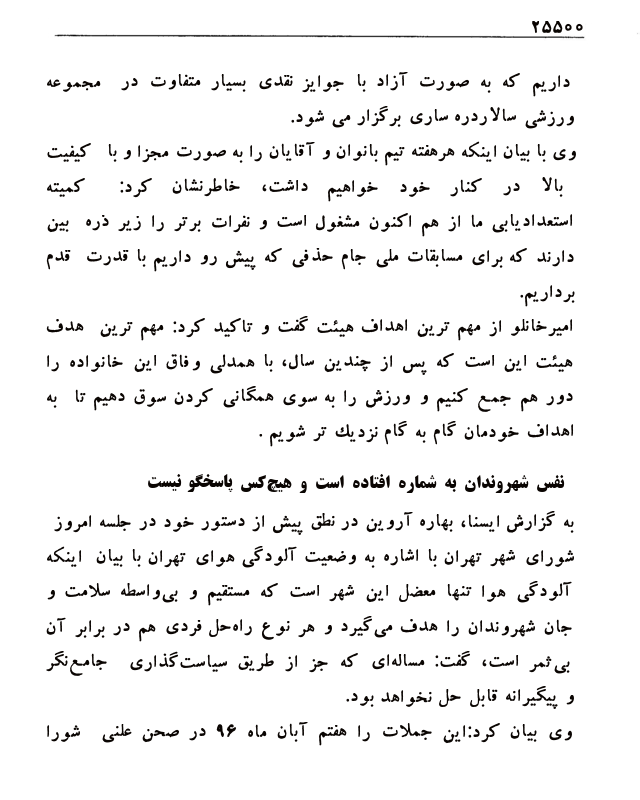 ۲۵۵۰۰
داریم که به صورت آزاد با جوایز نقدی بسیار متفاوت در مجموعه
ورزشی سالاردره ساری برگزار می شود.
وی با بیان اینکه هرهفته تیم بانوان و آقایان را به صورت مجزا و با کیفیت
بالا در کنار خود خواهیم داشت، خاطرنشان کرد: کمیته
استعدادیابی ما از هم اکنون مشغول است و نفرات برتر را زیر ذره بین
دارند که برای مسابقات ملی جام حذفی که پیش رو داریم با قدرت قدم
برداریم.
امیرخانلو از مهم ترین اهداف هیئت گفت و تاکید کرد: مهم ترین هدف
هیئت این است که پس از چندین سال، با همدلی وفاق این خانواده را
دور هم جمع کنیم و ورزش را به سوی همگانی کردن سوق دهیم تا به
اهداف خودمان گام به گام نزدیك تر شویم .
نفس شهروندان به شماره افتاده است و هیچ‌کس پاسخگو نیست
به گزارش ایسنا، بهاره آروین در نطق پیش از دستور خود در جلسه امروز
شورای شهر تهران با اشاره به وضعیت آلودگی هوای تهران با بیان اینکه
آلودگی هوا تنها معضل این شهر است که مستقیم و بی‌واسطه سلامت و
جان شهروندان را هدف می‌گیرد و هر نوع راه‌حل فردی هم در برابر آن
بی‌ثمر است، گفت: مساله‌ای که جز از طریق سیاست‌گذاری جامع‌نگر
و پیگیرانه قابل حل نخواهد بود.
وی بیان کرد:این جملات را هفتم آبان ماه ۹۶ در صحن علنی شورا